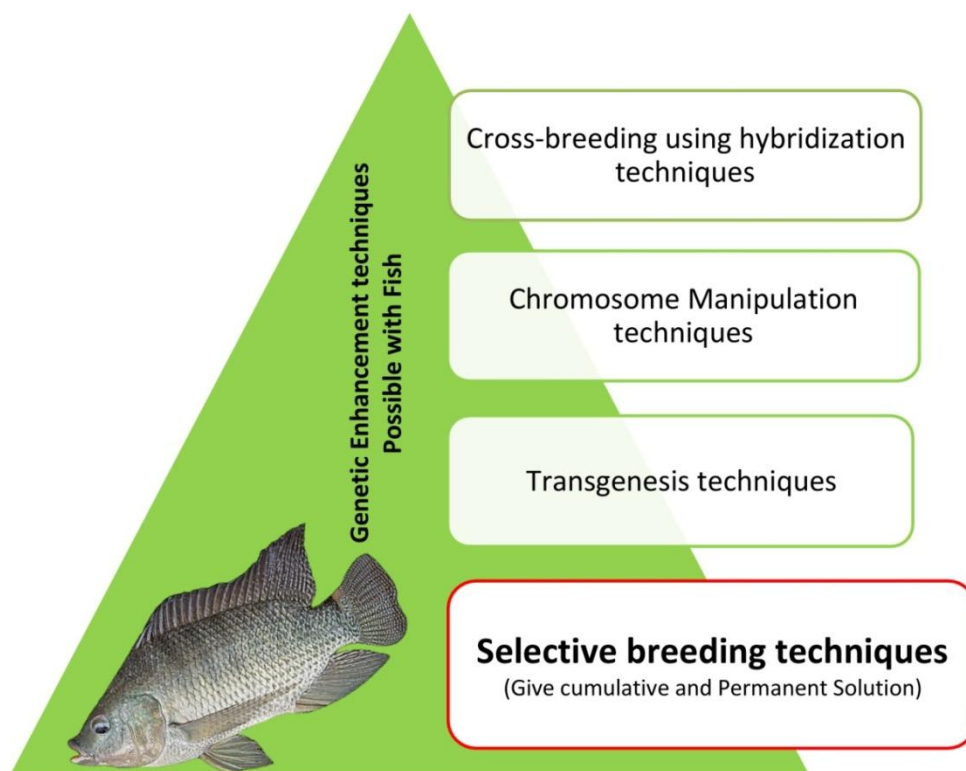 Genetic Enhancement techniques
Possible with Fish
Cross-breeding using hybridization
techniques
Chromosome Manipulation
techniques
Transgenesis techniques
Selective breeding techniques
(Give cumulative and Permanent Solution)